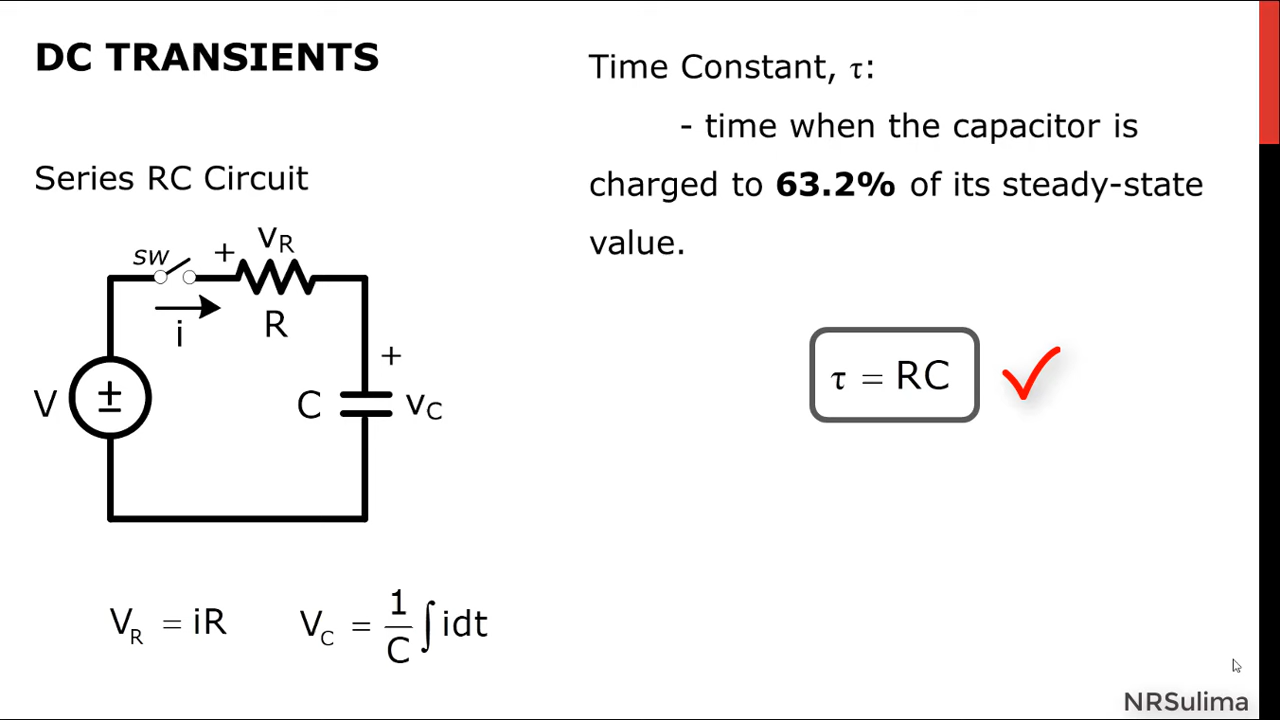 DC TRANSIENTS
Series RC Circuit
sw
+ vR
i
R
V
±
C
+
vC
VR = iR
VC = 1/C ∫ idt
Time Constant, τ:
- time when the capacitor is
charged to 63.2% of its steady-state
value.
τ = RC
NRSulima